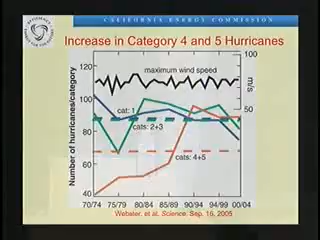 CALIFORNIA ENERGY COMMISSION
Increase in Category 4 and 5 Hurricanes
120
100
80
60
40
Number of hurricanes/category
100
50
m/s
maximum wind speed
cat: 1
cats: 2+3
cats: 4+5
70/74 75/79 80/84 85/89 90/94 94/99 00/04
Webster, et al. Science. Sep. 16, 2005